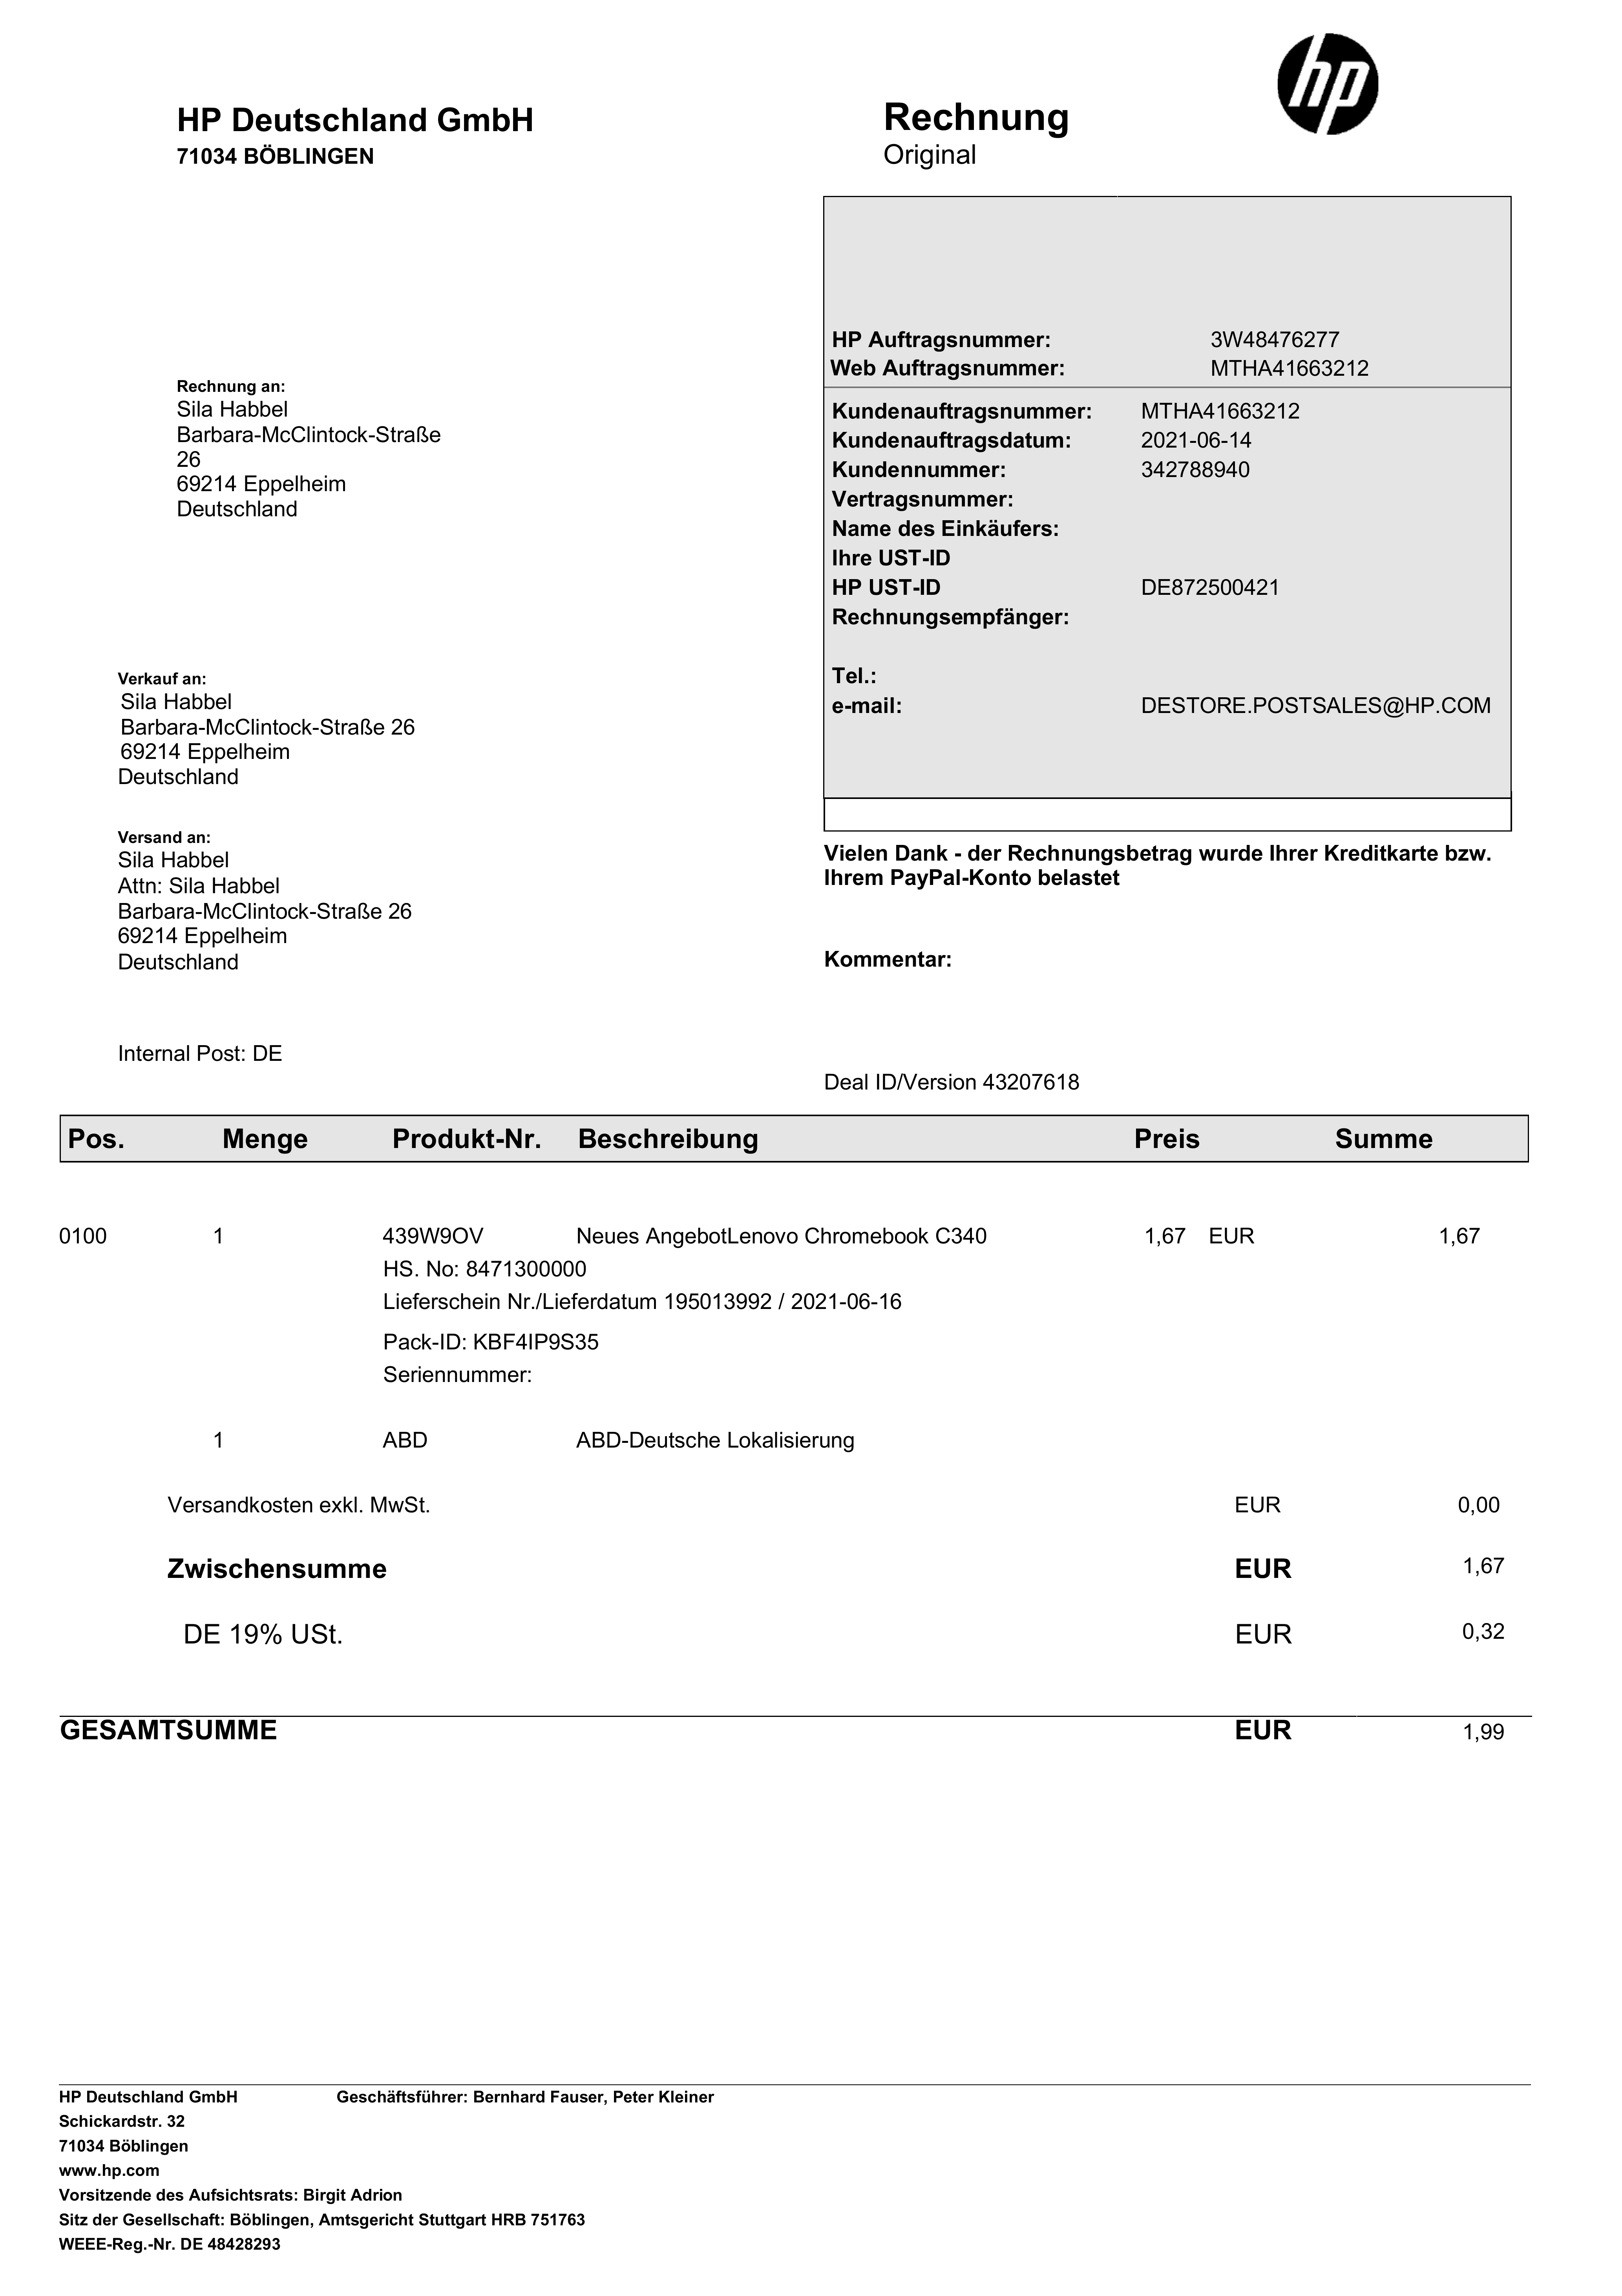 hp
HP Deutschland GmbH
71034 BÖBLINGEN
Rechnung
Original
HP Auftragsnummer: 3W48476277
Web Auftragsnummer: MTHA41663212
Rechnung an:
Sila Habbel
Barbara-McClintock-Straße
26
69214 Eppelheim
Deutschland
Kundenauftragsnummer: MTHA41663212
Kundenauftragsdatum: 2021-06-14
Kundennummer: 342788940
Vertragsnummer:
Name des Einkäufers:
Ihre UST-ID
HP UST-ID DE872500421
Rechnungsempfänger:
Tel.:
e-mail: DESTORE.POSTSALES@HP.COM
Verkauf an:
Sila Habbel
Barbara-McClintock-Straße 26
69214 Eppelheim
Deutschland
Versand an:
Sila Habbel
Attn: Sila Habbel
Barbara-McClintock-Straße 26
69214 Eppelheim
Deutschland
Vielen Dank - der Rechnungsbetrag wurde Ihrer Kreditkarte bzw.
Ihrem PayPal-Konto belastet
Kommentar:
Internal Post: DE
Deal ID/Version 43207618
Pos. Menge Produkt-Nr. Beschreibung Preis Summe
0100 1 439W9OV Neues AngebotLenovo Chromebook C340 1,67 EUR 1,67
HS. No: 8471300000
Lieferschein Nr./Lieferdatum 195013992 / 2021-06-16
Pack-ID: KBF4IP9S35
Seriennummer:
1 ABD ABD-Deutsche Lokalisierung
Versandkosten exkl. MwSt. EUR 0,00
Zwischensumme EUR 1,67
DE 19% USt. EUR 0,32
GESAMTSUMME EUR 1,99
HP Deutschland GmbH Geschäftsführer: Bernhard Fauser, Peter Kleiner
Schickardstr. 32
71034 Böblingen
www.hp.com
Vorsitzende des Aufsichtsrats: Birgit Adrion
Sitz der Gesellschaft: Böblingen, Amtsgericht Stuttgart HRB 751763
WEEE-Reg.-Nr. DE 48428293